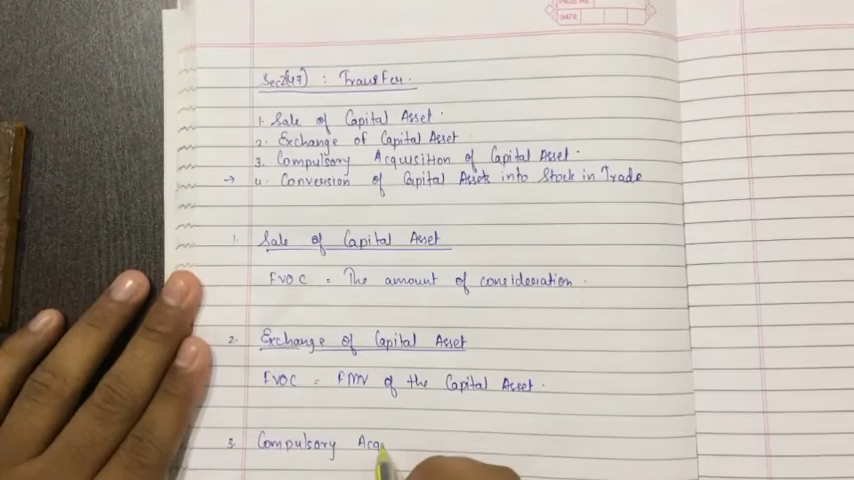 DATE
Sec2(47) : Transfer.
1. Sale of Capital Asset.
2. Exchange of Capital Asset.
3. Compulsory Acquisition of Capital Asset.
→ 4. Conversion of Capital Assets into Stock in Trade
1. Sale of Capital Asset
FVOC = The amount of consideration.
2. Exchange of Capital Asset
FVOC = FMV of the Capital Asset.
3. Compulsory Acq